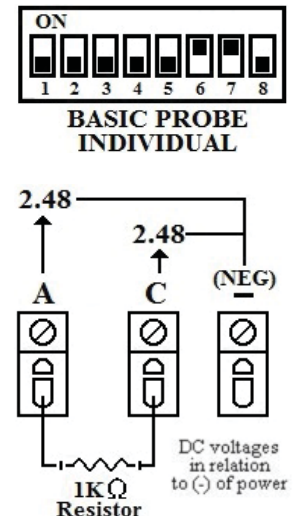 ON
1 2 3 4 5 6 7 8
BASIC PROBE
INDIVIDUAL
2.48
2.48
(NEG)
A C -
1KΩ
Resistor
DC voltages
in relation
to (-) of power